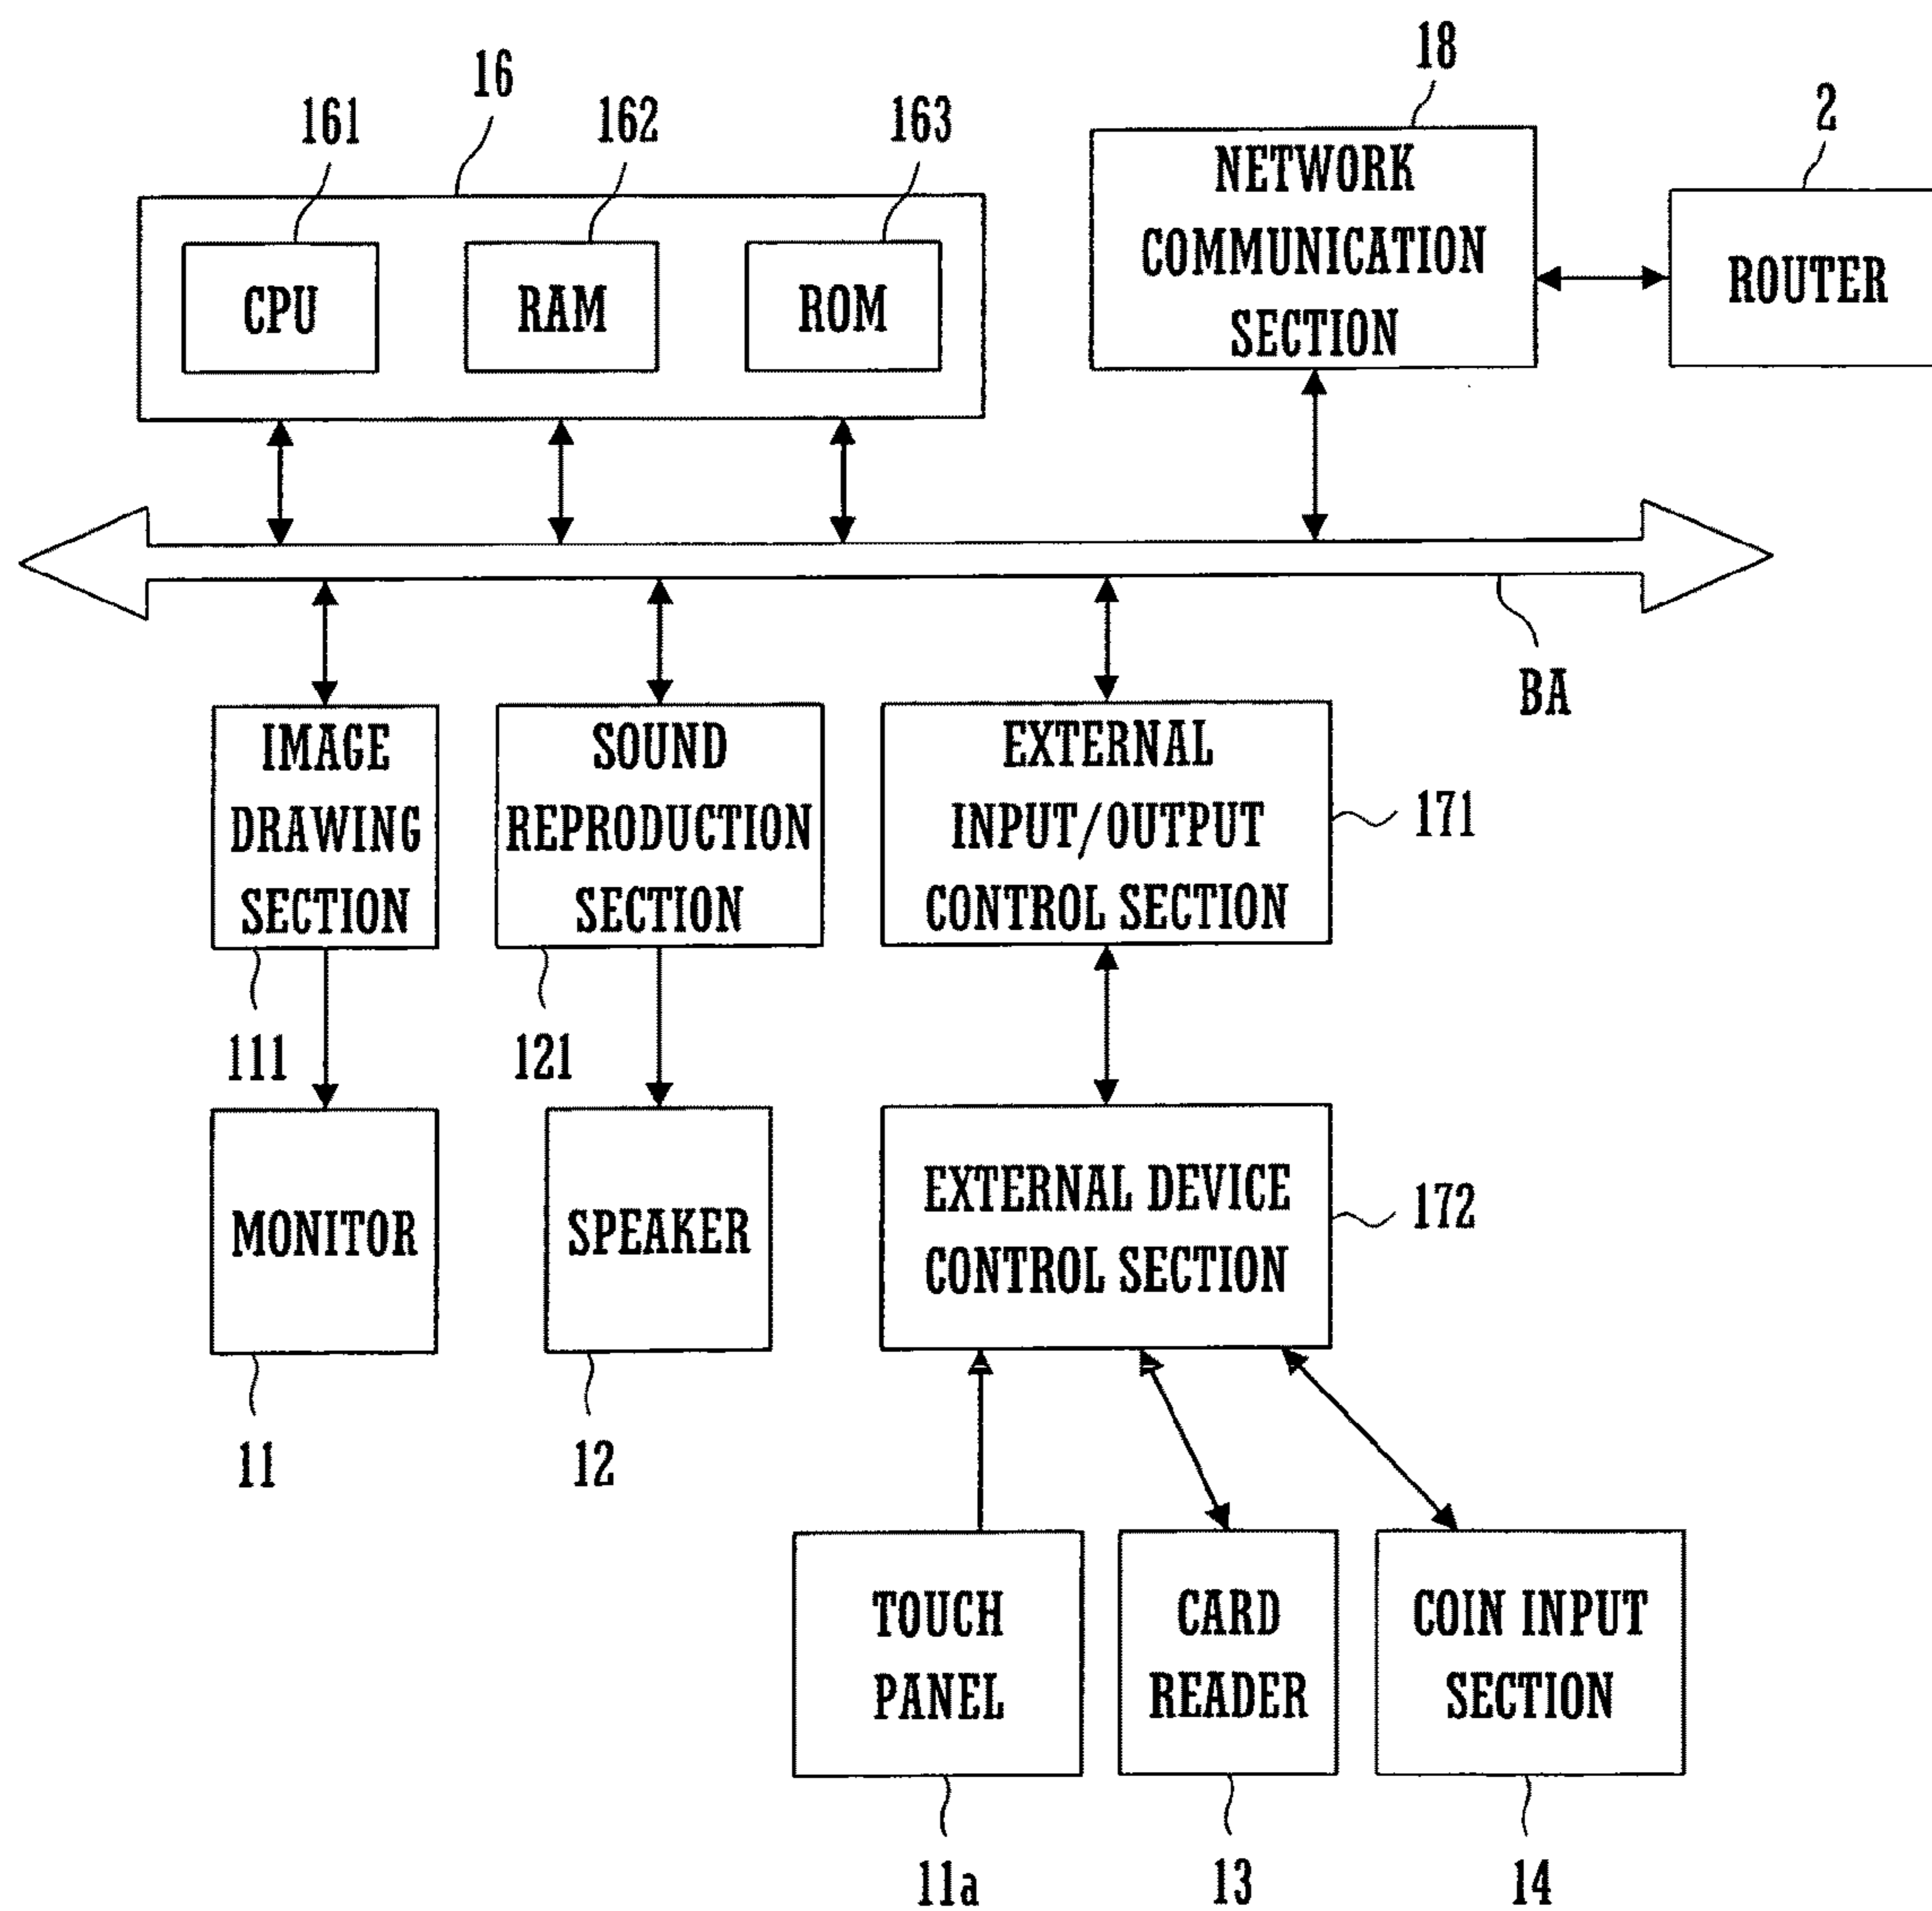 18
16
2
161
162
163
NETWORK
COMMUNICATION
SECTION
ROUTER
CPU
RAM
ROM
BA
IMAGE
DRAWING
SECTION
SOUND
REPRODUCTION
SECTION
EXTERNAL
INPUT/OUTPUT
CONTROL SECTION
171
111
121
MONITOR
SPEAKER
EXTERNAL DEVICE
CONTROL SECTION
172
11
12
TOUCH
PANEL
CARD
READER
COIN INPUT
SECTION
11a
13
14